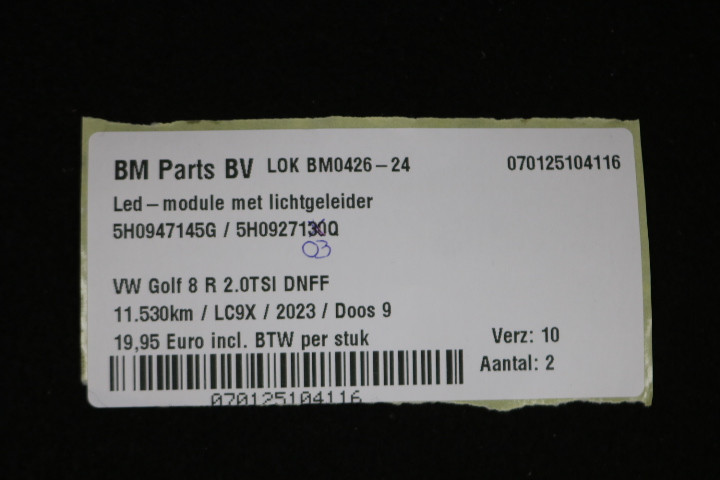 BM Parts BV LOK BM0426-24 070125104116
Led-module met lichtgeleider
5H0947145G / 5H0927130Q
03
VW Golf 8 R 2.0TSI DNFF
11.530km / LC9X / 2023 / Doos 9
19,95 Euro incl. BTW per stuk Verz: 10
Aantal: 2
070125104116